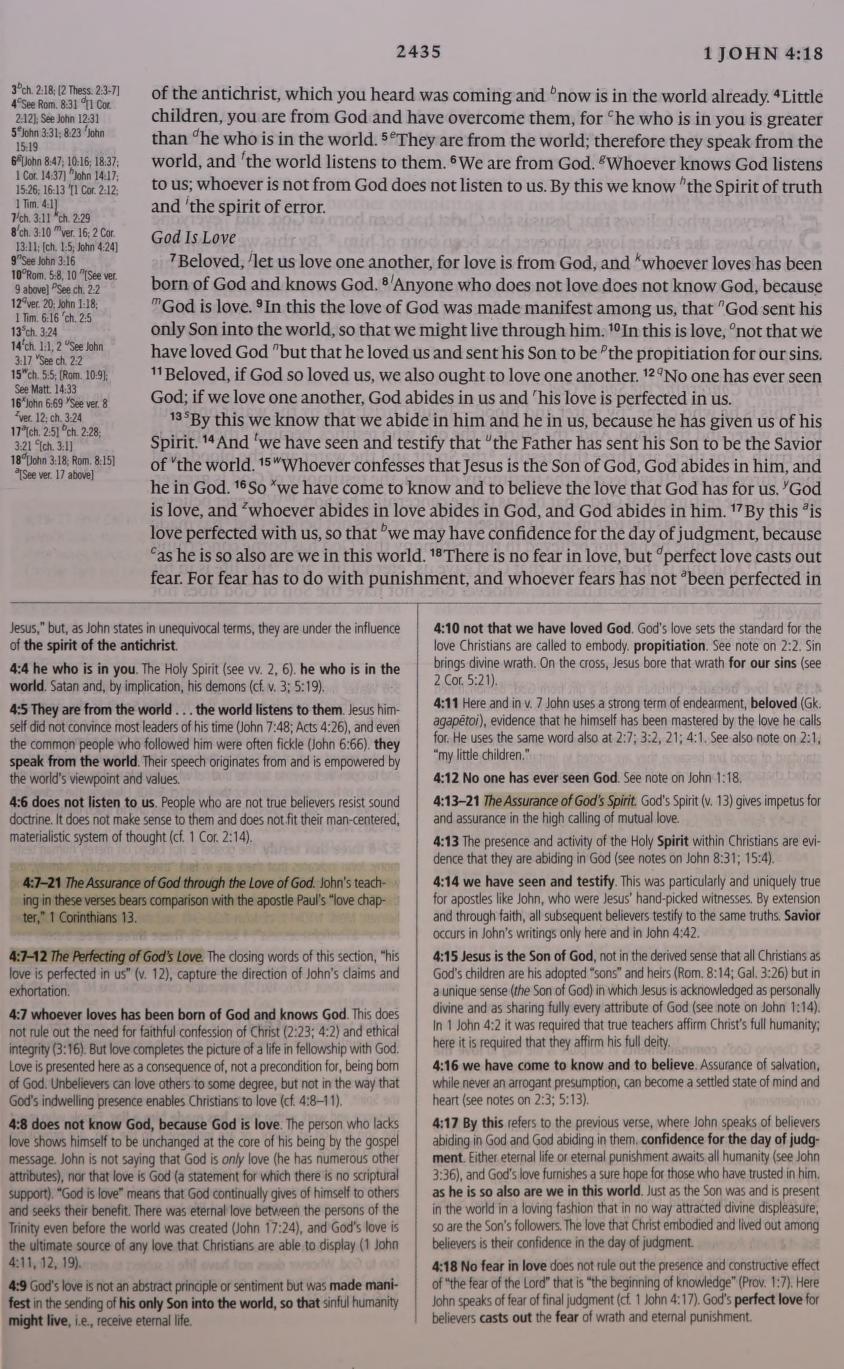 2435
1 JOHN 4:18
3 b ch. 2:18; [2 Thess. 2:3-7]
4 c See Rom. 8:31 d [1 Cor.
2:12]; See John 12:31
5 e John 3:31; 8:23 f John
15:19
6 g [John 8:47; 10:16; 18:37;
1 Cor. 14:37] h John 14:17;
15:26; 16:13 i [1 Cor. 2:12;
1 Tim. 4:1]
7 j ch. 3:11 k ch. 2:29
8 l ch. 3:10 m ver. 16; 2 Cor.
13:11; [ch. 1:5; John 4:24]
9 n See John 3:16
10 o Rom. 5:8, 10 n [See ver.
9 above] p See ch. 2:2
12 q ver. 20; John 1:18;
1 Tim. 6:16 r ch. 2:5
13 s ch. 3:24
14 t ch. 1:1, 2 u See John
3:17 v See ch. 2:2
15 w ch. 5:5; [Rom. 10:9];
See Matt. 14:33
16 x John 6:69 y See ver. 8
z ver. 12; ch. 3:24
17 a [ch. 2:5] b ch. 2:28;
3:21 c [ch. 3:1]
18 d [John 3:18; Rom. 8:15]
a [See ver. 17 above]
of the antichrist, which you heard was coming and b now is in the world already. 4 Little
children, you are from God and have overcome them, for c he who is in you is greater
than d he who is in the world. 5 e They are from the world; therefore they speak from the
world, and f the world listens to them. 6 We are from God. g Whoever knows God listens
to us; whoever is not from God does not listen to us. By this we know h the Spirit of truth
and i the spirit of error.
God Is Love
7 Beloved, j let us love one another, for love is from God, and k whoever loves has been
born of God and knows God. 8 l Anyone who does not love does not know God, because
m God is love. 9 In this the love of God was made manifest among us, that n God sent his
only Son into the world, so that we might live through him. 10 In this is love, o not that we
have loved God n but that he loved us and sent his Son to be p the propitiation for our sins.
11 Beloved, if God so loved us, we also ought to love one another. 12 q No one has ever seen
God; if we love one another, God abides in us and r his love is perfected in us.
13 s By this we know that we abide in him and he in us, because he has given us of his
Spirit. 14 And t we have seen and testify that u the Father has sent his Son to be the Savior
of v the world. 15 w Whoever confesses that Jesus is the Son of God, God abides in him, and
he in God. 16 So x we have come to know and to believe the love that God has for us. y God
is love, and z whoever abides in love abides in God, and God abides in him. 17 By this a is
love perfected with us, so that b we may have confidence for the day of judgment, because
c as he is so also are we in this world. 18 There is no fear in love, but d perfect love casts out
fear. For fear has to do with punishment, and whoever fears has not a been perfected in
Jesus," but, as John states in unequivocal terms, they are under the influence
of the spirit of the antichrist.
4:4 he who is in you. The Holy Spirit (see vv. 2, 6). he who is in the
world. Satan and, by implication, his demons (cf. v. 3; 5:19).
4:5 They are from the world . . . the world listens to them. Jesus him-
self did not convince most leaders of his time (John 7:48; Acts 4:26), and even
the common people who followed him were often fickle (John 6:66). they
speak from the world. Their speech originates from and is empowered by
the world's viewpoint and values.
4:6 does not listen to us. People who are not true believers resist sound
doctrine. It does not make sense to them and does not fit their man-centered,
materialistic system of thought (cf. 1 Cor. 2:14).
4:7–21 The Assurance of God through the Love of God. John's teach-
ing in these verses bears comparison with the apostle Paul's "love chap-
ter," 1 Corinthians 13.
4:7–12 The Perfecting of God's Love. The closing words of this section, "his
love is perfected in us" (v. 12), capture the direction of John's claims and
exhortation.
4:7 whoever loves has been born of God and knows God. This does
not rule out the need for faithful confession of Christ (2:23; 4:2) and ethical
integrity (3:16). But love completes the picture of a life in fellowship with God.
Love is presented here as a consequence of, not a precondition for, being born
of God. Unbelievers can love others to some degree, but not in the way that
God's indwelling presence enables Christians to love (cf. 4:8–11).
4:8 does not know God, because God is love. The person who lacks
love shows himself to be unchanged at the core of his being by the gospel
message. John is not saying that God is only love (he has numerous other
attributes), nor that love is God (a statement for which there is no scriptural
support). "God is love" means that God continually gives of himself to others
and seeks their benefit. There was eternal love between the persons of the
Trinity even before the world was created (John 17:24), and God's love is
the ultimate source of any love that Christians are able to display (1 John
4:11, 12, 19).
4:9 God's love is not an abstract principle or sentiment but was made mani-
fest in the sending of his only Son into the world, so that sinful humanity
might live, i.e., receive eternal life.
4:10 not that we have loved God. God's love sets the standard for the
love Christians are called to embody. propitiation. See note on 2:2. Sin
brings divine wrath. On the cross, Jesus bore that wrath for our sins (see
2 Cor. 5:21).
4:11 Here and in v. 7 John uses a strong term of endearment, beloved (Gk.
agapētoi), evidence that he himself has been mastered by the love he calls
for. He uses the same word also at 2:7; 3:2, 21; 4:1. See also note on 2:1,
"my little children."
4:12 No one has ever seen God. See note on John 1:18.
4:13–21 The Assurance of God's Spirit. God's Spirit (v. 13) gives impetus for
and assurance in the high calling of mutual love.
4:13 The presence and activity of the Holy Spirit within Christians are evi-
dence that they are abiding in God (see notes on John 8:31; 15:4).
4:14 we have seen and testify. This was particularly and uniquely true
for apostles like John, who were Jesus' hand-picked witnesses. By extension
and through faith, all subsequent believers testify to the same truths. Savior
occurs in John's writings only here and in John 4:42.
4:15 Jesus is the Son of God, not in the derived sense that all Christians as
God's children are his adopted "sons" and heirs (Rom. 8:14; Gal. 3:26) but in
a unique sense (the Son of God) in which Jesus is acknowledged as personally
divine and as sharing fully every attribute of God (see note on John 1:14).
In 1 John 4:2 it was required that true teachers affirm Christ's full humanity;
here it is required that they affirm his full deity.
4:16 we have come to know and to believe. Assurance of salvation,
while never an arrogant presumption, can become a settled state of mind and
heart (see notes on 2:3; 5:13).
4:17 By this refers to the previous verse, where John speaks of believers
abiding in God and God abiding in them. confidence for the day of judg-
ment. Either eternal life or eternal punishment awaits all humanity (see John
3:36), and God's love furnishes a sure hope for those who have trusted in him.
as he is so also are we in this world. Just as the Son was and is present
in the world in a loving fashion that in no way attracted divine displeasure,
so are the Son's followers. The love that Christ embodied and lived out among
believers is their confidence in the day of judgment.
4:18 No fear in love does not rule out the presence and constructive effect
of "the fear of the Lord" that is "the beginning of knowledge" (Prov. 1:7). Here
John speaks of fear of final judgment (cf. 1 John 4:17). God's perfect love for
believers casts out the fear of wrath and eternal punishment.